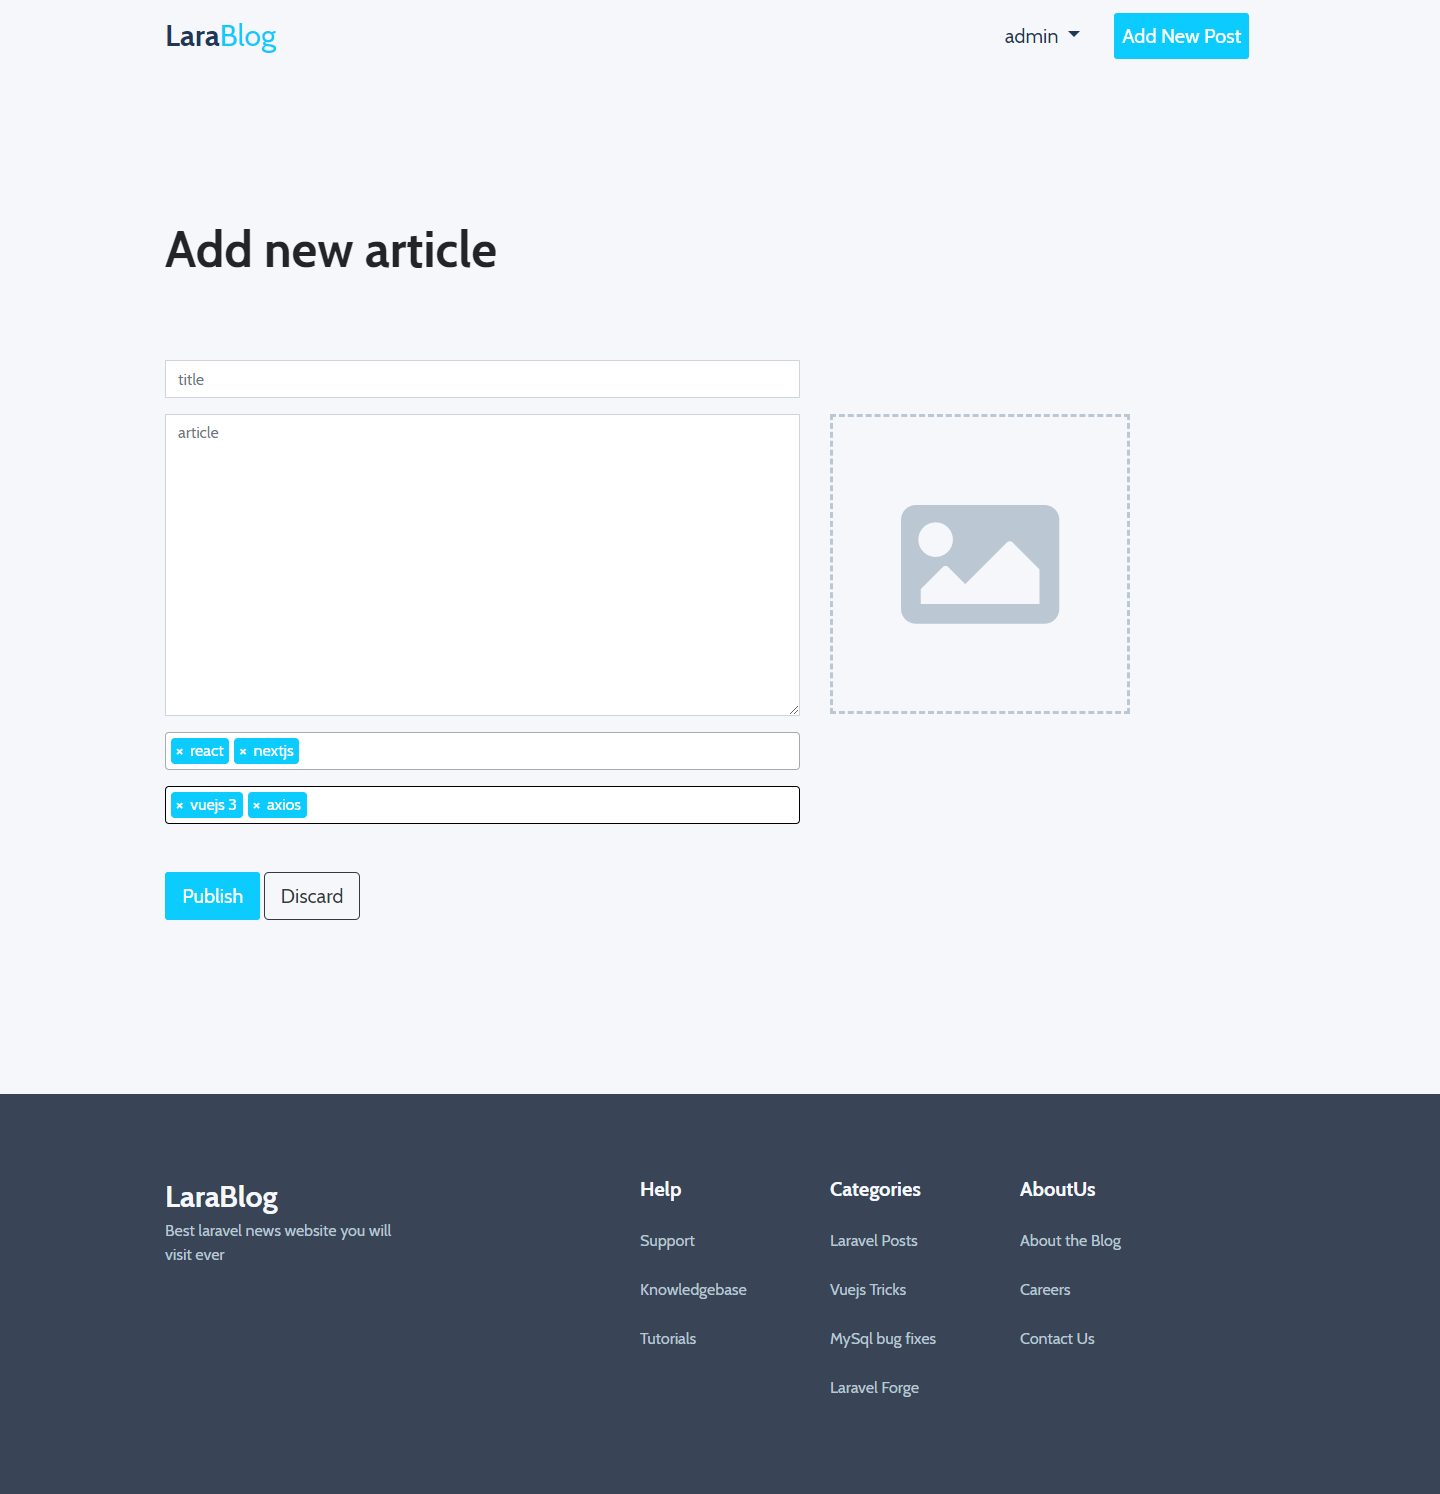 LaraBlog
admin
Add New Post
Add new article
title
article
× react × nextjs
× vuejs 3 × axios
Publish
Discard
LaraBlog
Best laravel news website you will
visit ever
Help
Support
Knowledgebase
Tutorials
Categories
Laravel Posts
Vuejs Tricks
MySql bug fixes
Laravel Forge
AboutUs
About the Blog
Careers
Contact Us